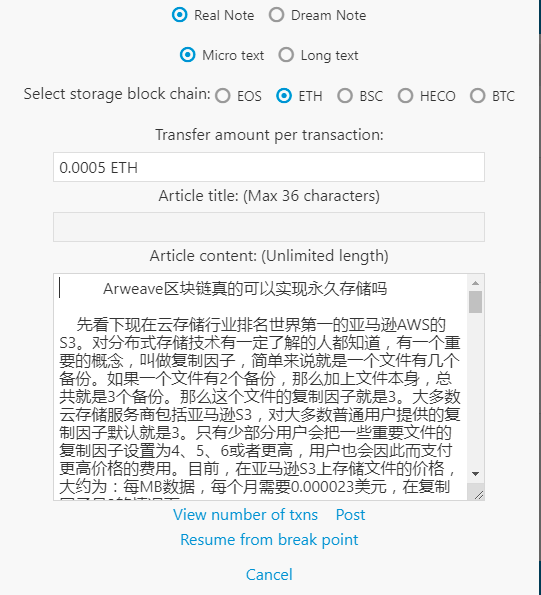 Real Note Dream Note
Micro text Long text
Select storage block chain: EOS ETH BSC HECO BTC
Transfer amount per transaction:
0.0005 ETH
Article title: (Max 36 characters)
Article content: (Unlimited length)
Arweave区块链真的可以实现永久存储吗
先看下现在云存储行业排名世界第一的亚马逊AWS的
S3。对分布式存储技术有一定了解的人都知道，有一个重
要的概念，叫做复制因子，简单来说就是一个文件有几个
备份。如果一个文件有2个备份，那么加上文件本身，总
共就是3个备份。那么这个文件的复制因子就是3。大多数
云存储服务商包括亚马逊S3，对大多数普通用户提供的复
制因子默认就是3。只有少部分用户会把一些重要文件的
复制因子设置为4、5、6或者更高，用户也会因此而支付
更高价格的费用。目前，在亚马逊S3上存储文件的价格，
大约为：每MB数据，每个月需要0.000023美元，在复制
View number of txns Post
Resume from break point
Cancel